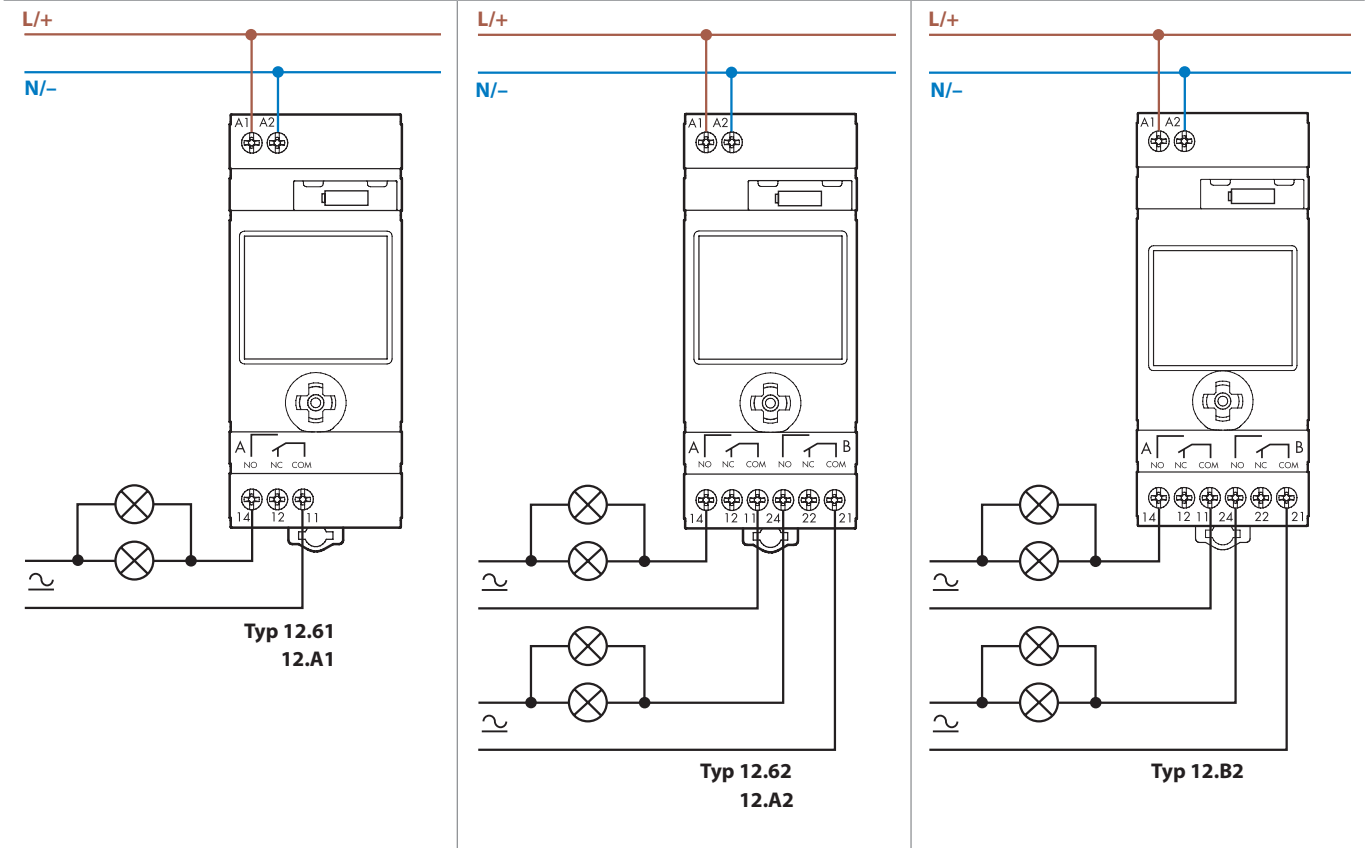 L/+
N/–
A1 A2
A
NO NC COM
14 12 11
Typ 12.61
12.A1
L/+
N/–
A1 A2
A B
NO NC COM NO NC COM
14 12 11 24 22 21
Typ 12.62
12.A2
L/+
N/–
A1 A2
A B
NO NC COM NO NC COM
14 12 11 24 22 21
Typ 12.B2